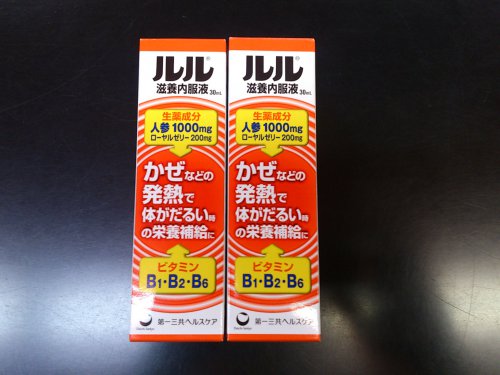 ルル®
滋養内服液 30mL
生薬成分
人参 1000mg
ローヤルゼリー 200mg
かぜなどの
発熱で
体がだるい時
の栄養補給に
ビタミン
B1・B2・B6
第一三共ヘルスケア
ルル®
滋養内服液 30mL
生薬成分
人参 1000mg
ローヤルゼリー 200mg
かぜなどの
発熱で
体がだるい時
の栄養補給に
ビタミン
B1・B2・B6
第一三共ヘルスケア